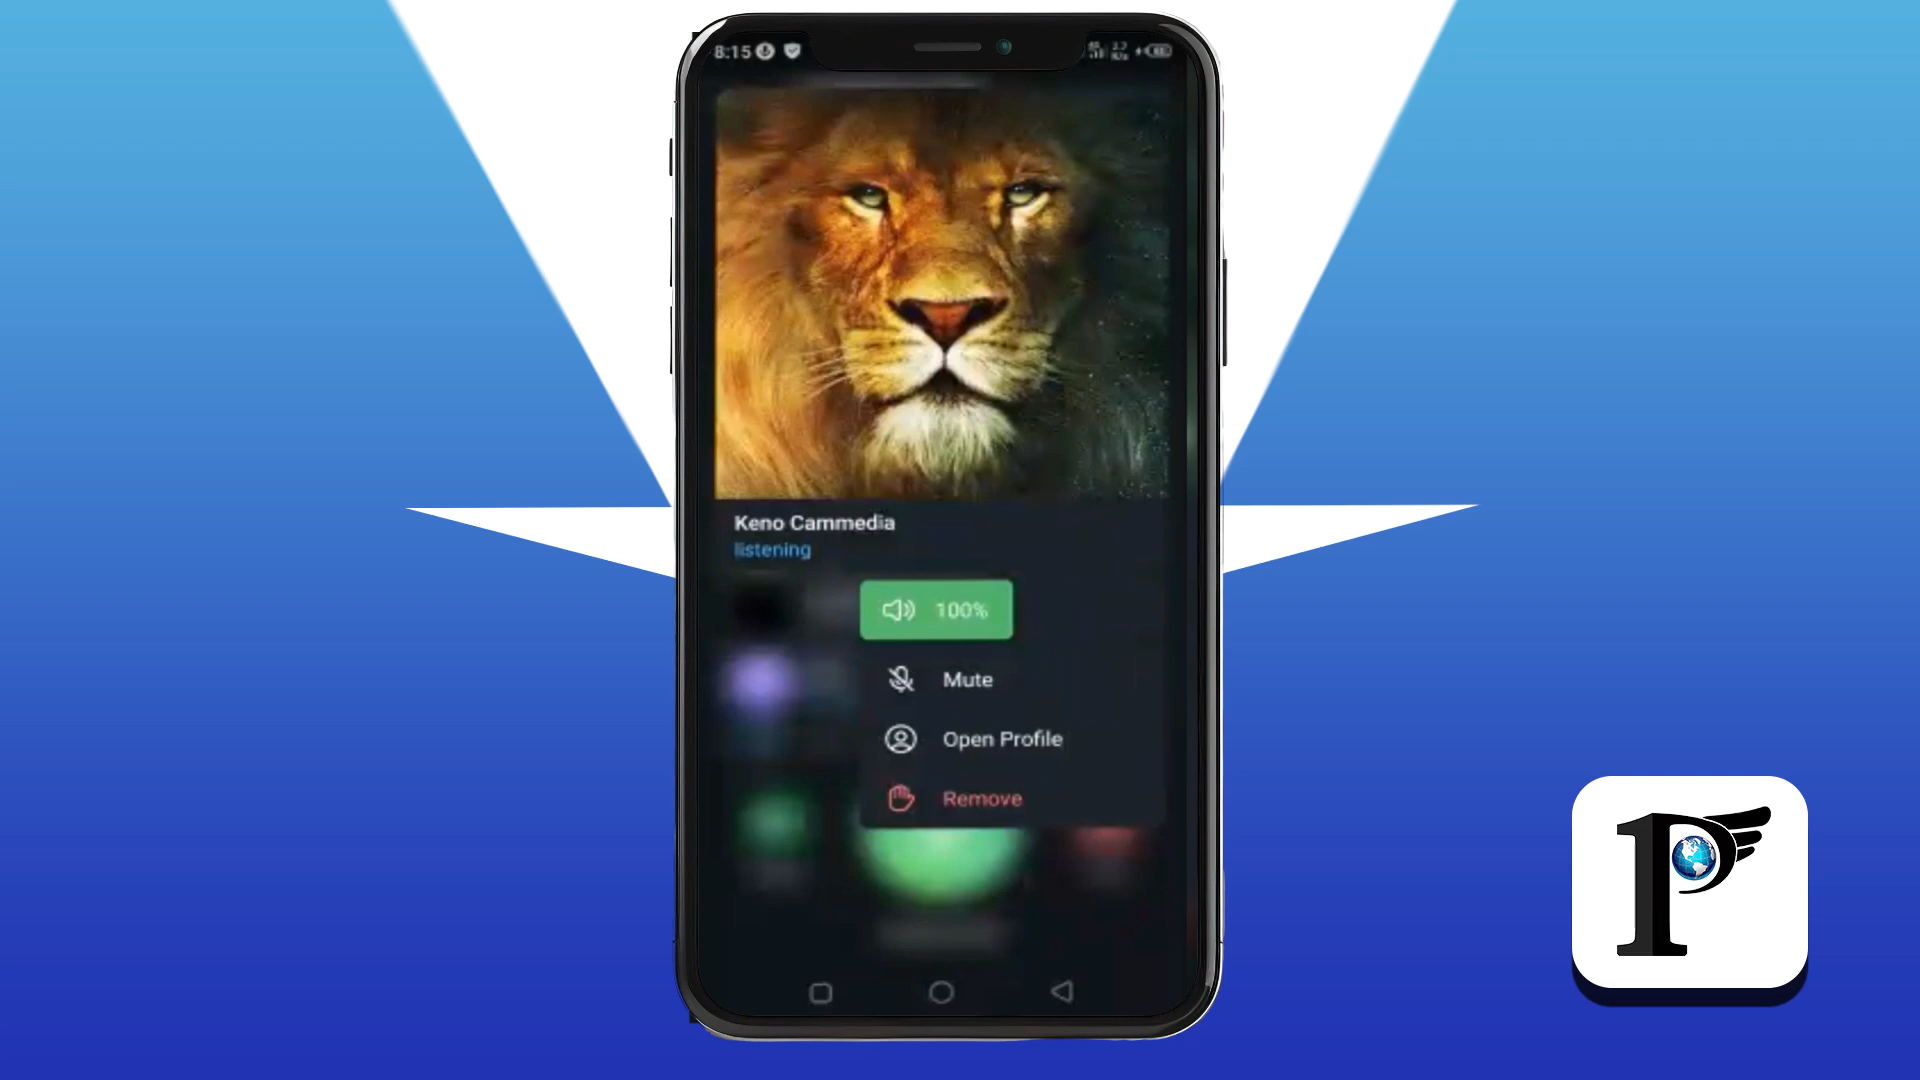 8:15
Keno Cammedia
listening
100%
Mute
Open Profile
Remove
P